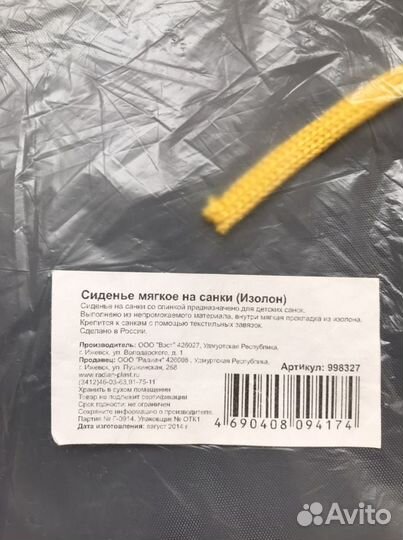 Сиденье мягкое на санки (Изолон)
Сиденье на санки со спинкой предназначено для детских санок.
Выполнено из непромокаемого материала, внутри мягкая прокладка из изолона.
Крепится к санкам с помощью текстильных завязок.
Сделано в России.
Производитель: ООО "Вэст" 426027, Удмуртская Республика,
г. Ижевск, ул. Володарского, д. 1
Продавец: ООО "Радиан" 426008, Удмуртская Республика,
г. Ижевск, ул. Пушкинская, 268
www.radian-plast.ru
(3412)46-03-63,91-75-11
Артикул: 998327
Хранить в сухом помещении
Товар не подлежит сертификации
Срок годности: не ограничен
Сохраните информацию о производителе.
Партия № Г-0914. Упаковщик № ОТК1
Дата изготовления: август 2014 г
4 690408 094174
Avito